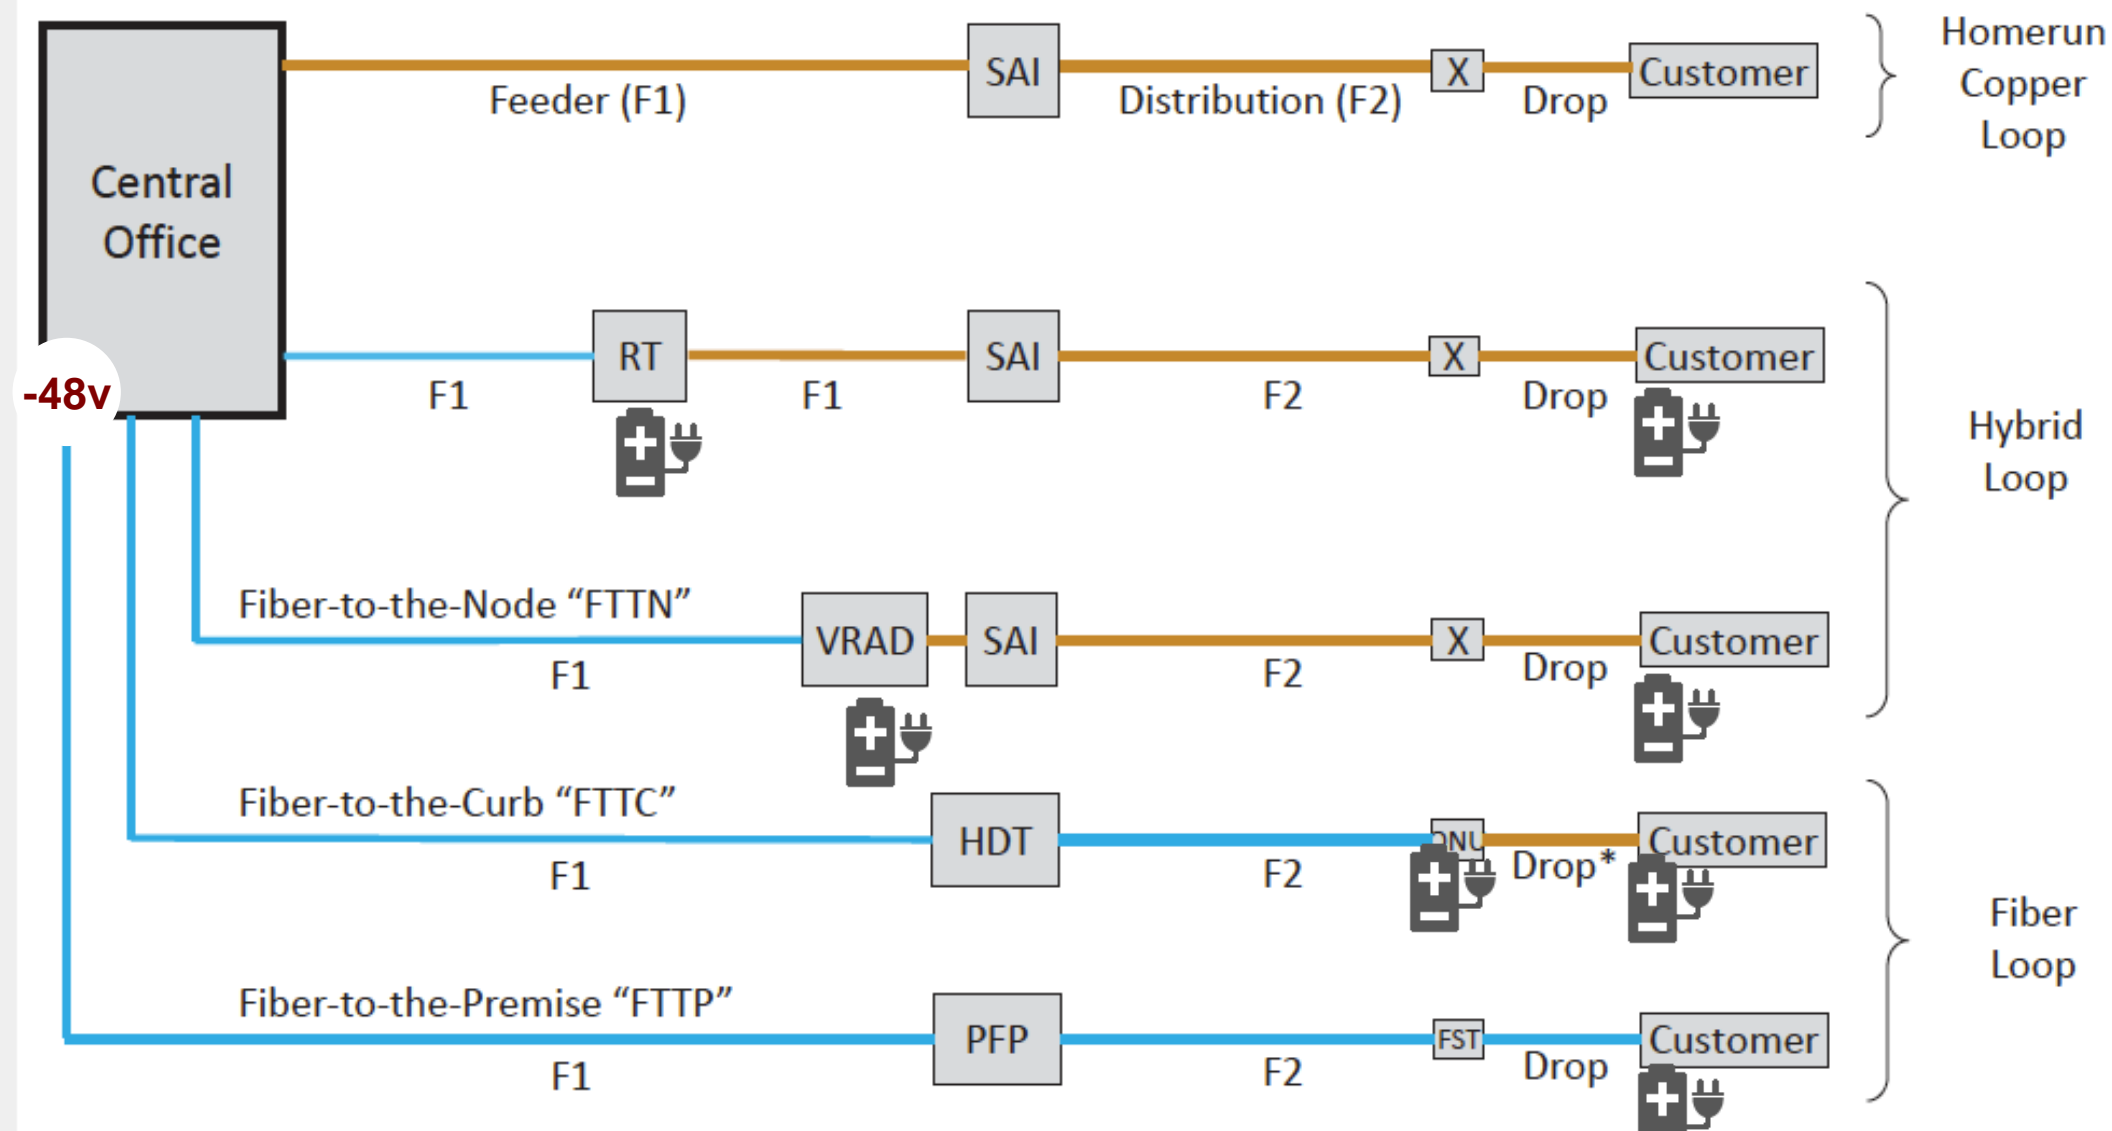 Central
Office
-48v
Feeder (F1)
SAI
Distribution (F2)
X
Drop
Customer
Homerun
Copper
Loop
F1
RT
F1
SAI
F2
X
Drop
Customer
Hybrid
Loop
Fiber-to-the-Node “FTTN”
F1
VRAD
SAI
F2
X
Drop
Customer
Fiber-to-the-Curb “FTTC”
F1
HDT
F2
Drop*
Customer
Fiber
Loop
Fiber-to-the-Premise “FTTP”
F1
PFP
F2
FST
Drop
Customer